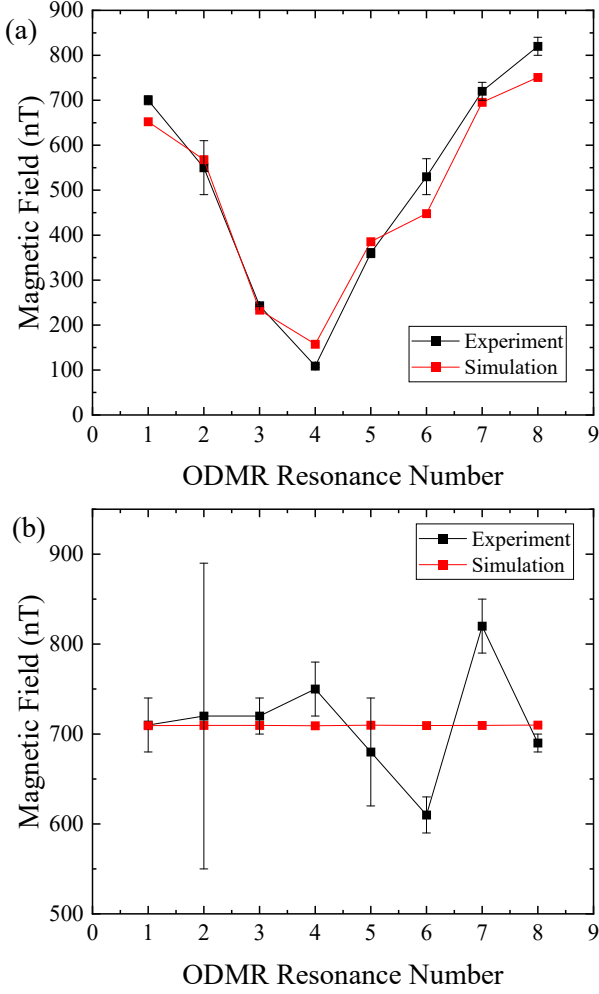 (a)
900
800
700
600
500
400
300
200
100
0
Magnetic Field (nT)
Experiment
Simulation
0 1 2 3 4 5 6 7 8 9
ODMR Resonance Number
(b)
900
800
700
600
500
Magnetic Field (nT)
Experiment
Simulation
0 1 2 3 4 5 6 7 8 9
ODMR Resonance Number